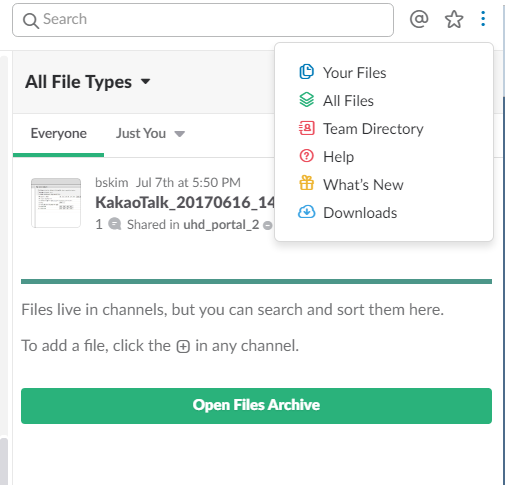 Search
Your Files
All Files
Team Directory
Help
What's New
Downloads
All File Types
Everyone
Just You
bskim Jul 7th at 5:50 PM
KakaoTalk_20170616_14
1 Shared in uhd_portal_2
Files live in channels, but you can search and sort them here.
To add a file, click the in any channel.
Open Files Archive